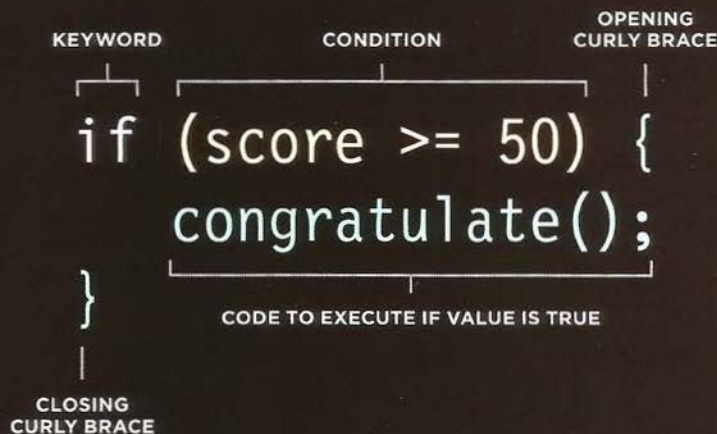 KEYWORD CONDITION OPENING CURLY BRACE
if (score >= 50) {
congratulate();
CODE TO EXECUTE IF VALUE IS TRUE
}
CLOSING
CURLY BRACE